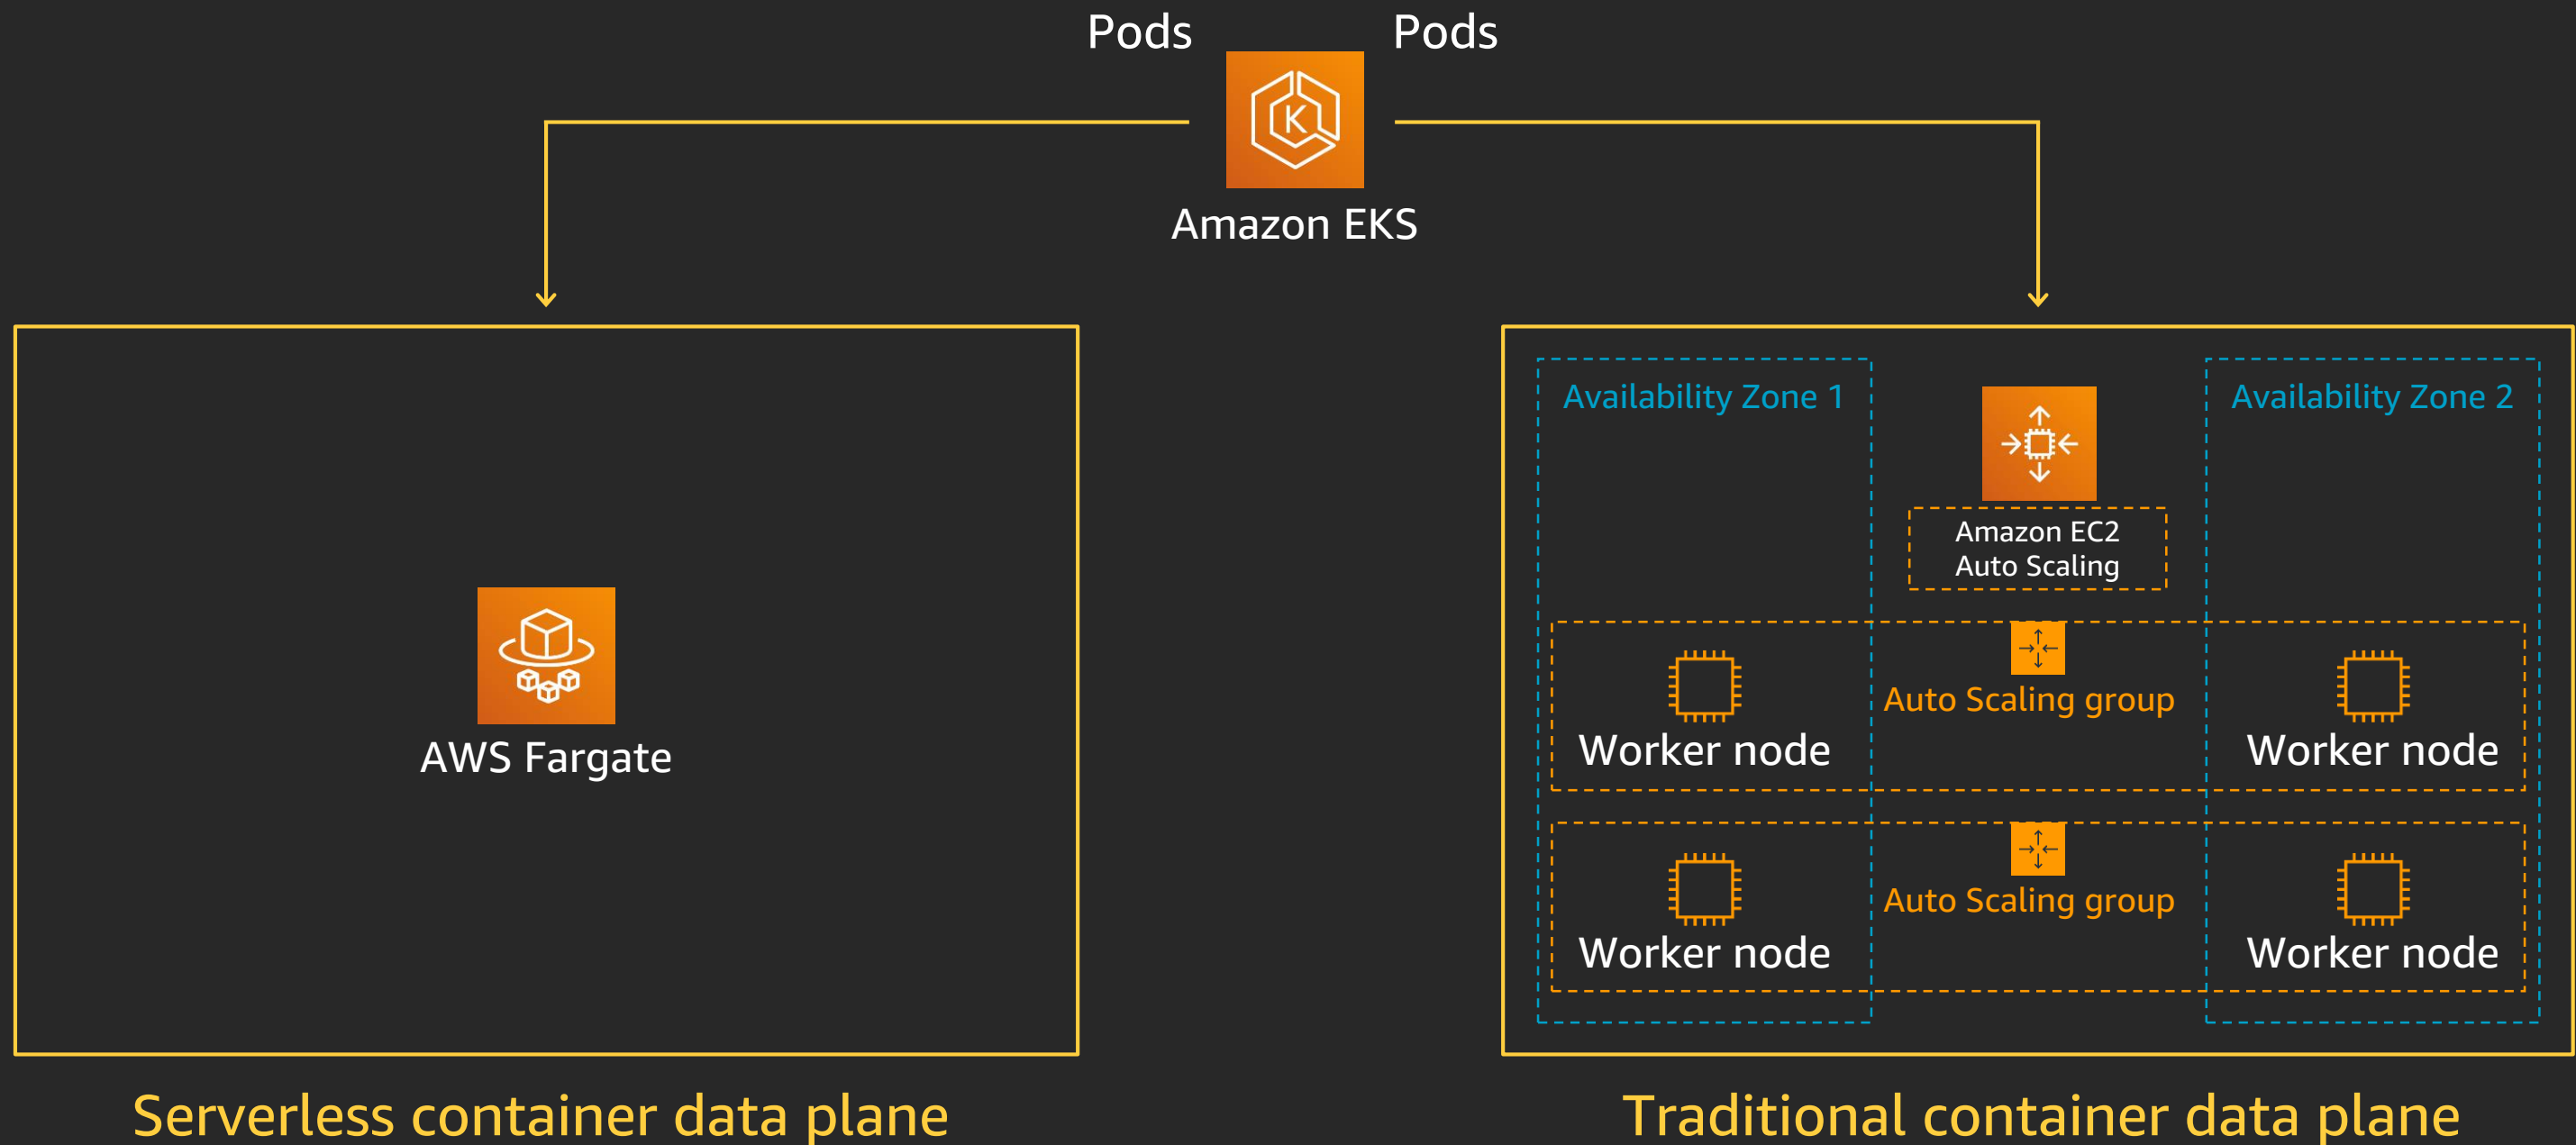 Pods
Pods
K
Amazon EKS
AWS Fargate
Serverless container data plane
Availability Zone 1
Availability Zone 2
Amazon EC2
Auto Scaling
Auto Scaling group
Worker node
Worker node
Auto Scaling group
Worker node
Worker node
Traditional container data plane